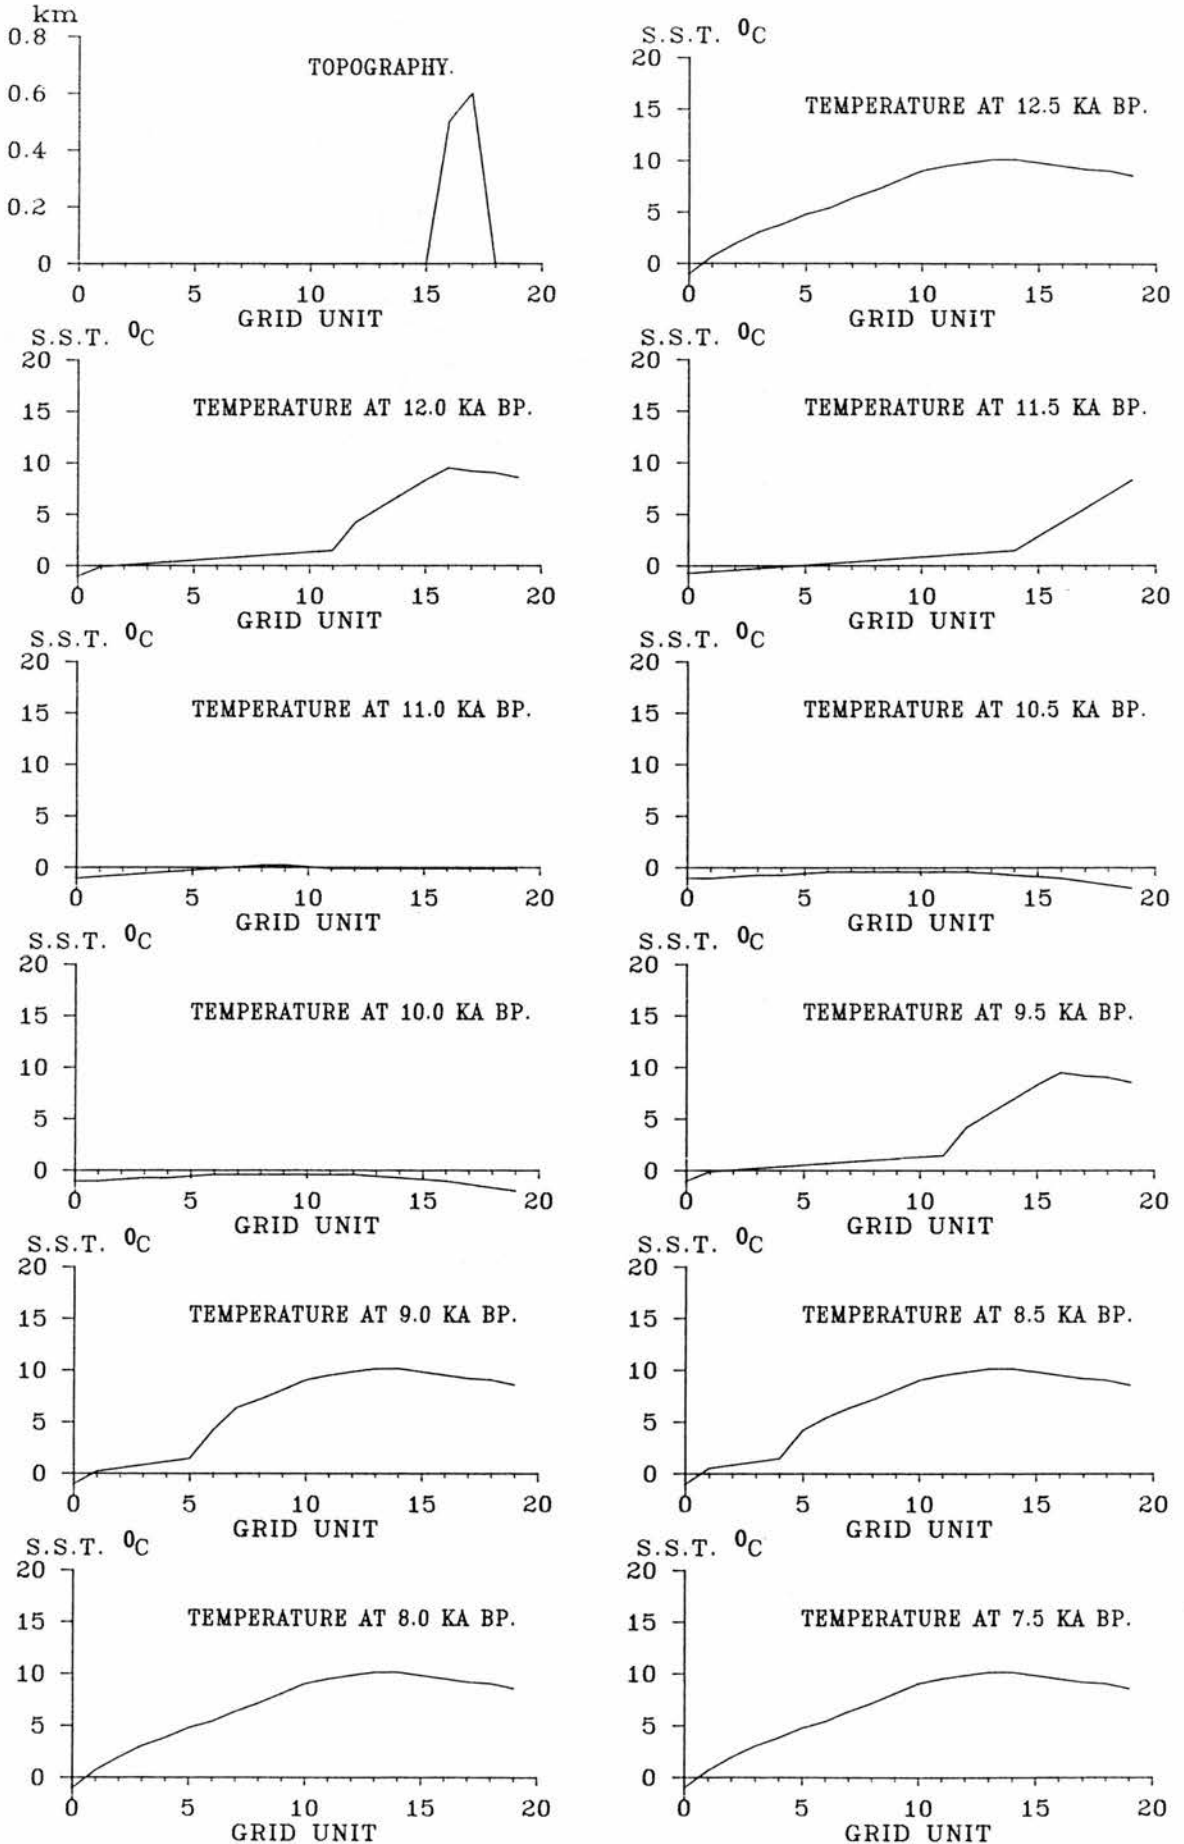 km
0.8
0.6
0.4
0.2
0
TOPOGRAPHY.
0 5 10 15 20
GRID UNIT
S.S.T. 0C
20
15
10
5
0
TEMPERATURE AT 12.5 KA BP.
0 5 10 15 20
GRID UNIT
S.S.T. 0C
20
15
10
5
0
TEMPERATURE AT 12.0 KA BP.
0 5 10 15 20
GRID UNIT
S.S.T. 0C
20
15
10
5
0
TEMPERATURE AT 11.5 KA BP.
0 5 10 15 20
GRID UNIT
S.S.T. 0C
20
15
10
5
0
TEMPERATURE AT 11.0 KA BP.
0 5 10 15 20
GRID UNIT
S.S.T. 0C
20
15
10
5
0
TEMPERATURE AT 10.5 KA BP.
0 5 10 15 20
GRID UNIT
S.S.T. 0C
20
15
10
5
0
TEMPERATURE AT 10.0 KA BP.
0 5 10 15 20
GRID UNIT
S.S.T. 0C
20
15
10
5
0
TEMPERATURE AT 9.5 KA BP.
0 5 10 15 20
GRID UNIT
S.S.T. 0C
20
15
10
5
0
TEMPERATURE AT 9.0 KA BP.
0 5 10 15 20
GRID UNIT
S.S.T. 0C
20
15
10
5
0
TEMPERATURE AT 8.5 KA BP.
0 5 10 15 20
GRID UNIT
S.S.T. 0C
20
15
10
5
0
TEMPERATURE AT 8.0 KA BP.
0 5 10 15 20
GRID UNIT
S.S.T. 0C
20
15
10
5
0
TEMPERATURE AT 7.5 KA BP.
0 5 10 15 20
GRID UNIT